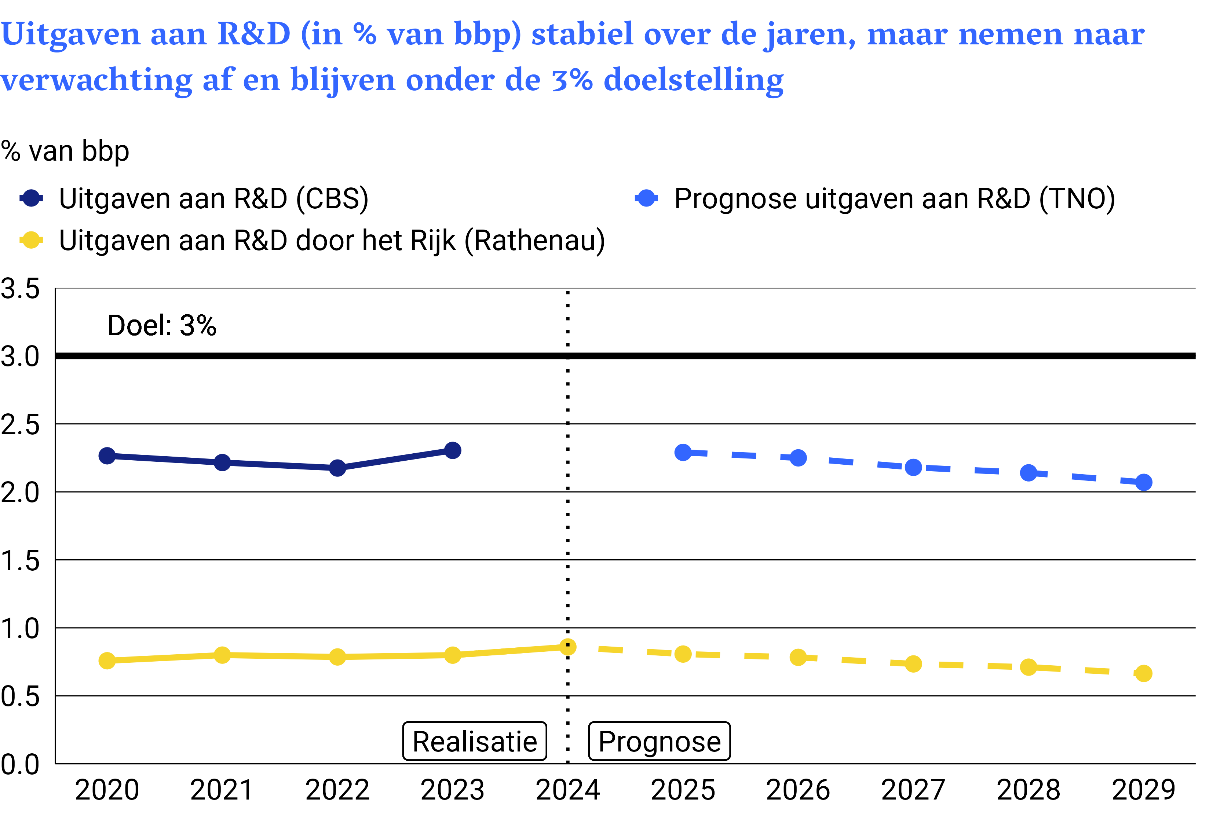 Uitgaven aan R&D (in % van bbp) stabiel over de jaren, maar nemen naar
verwachting af en blijven onder de 3% doelstelling
% van bbp
Uitgaven aan R&D (CBS)
Prognose uitgaven aan R&D (TNO)
Uitgaven aan R&D door het Rijk (Rathenau)
3.5
Doel: 3%
3.0
2.5
2.0
1.5
1.0
0.5
Realisatie
Prognose
0.0
2020 2021 2022 2023 2024 2025 2026 2027 2028 2029